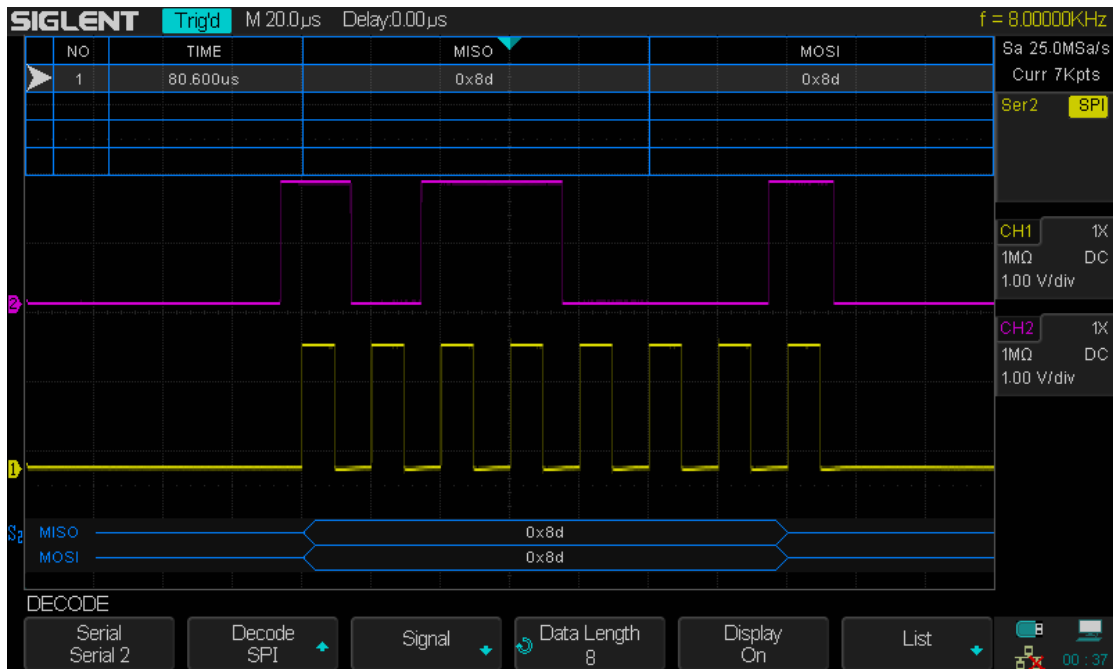 SIGLENT Trig'd M 20.0µs Delay:0.00µs f = 8.00000KHz
NO TIME MISO MOSI
1 80.600us 0x8d 0x8d
Sa 25.0MSa/s
Curr 7Kpts
Ser2 SPI
CH1 1X
1MΩ DC
1.00 V/div
2
CH2 1X
1MΩ DC
1.00 V/div
1
S2 MISO 0x8d
MOSI 0x8d
DECODE
Serial
Serial 2
Decode
SPI
Signal
Data Length
8
Display
On
List
00 : 37